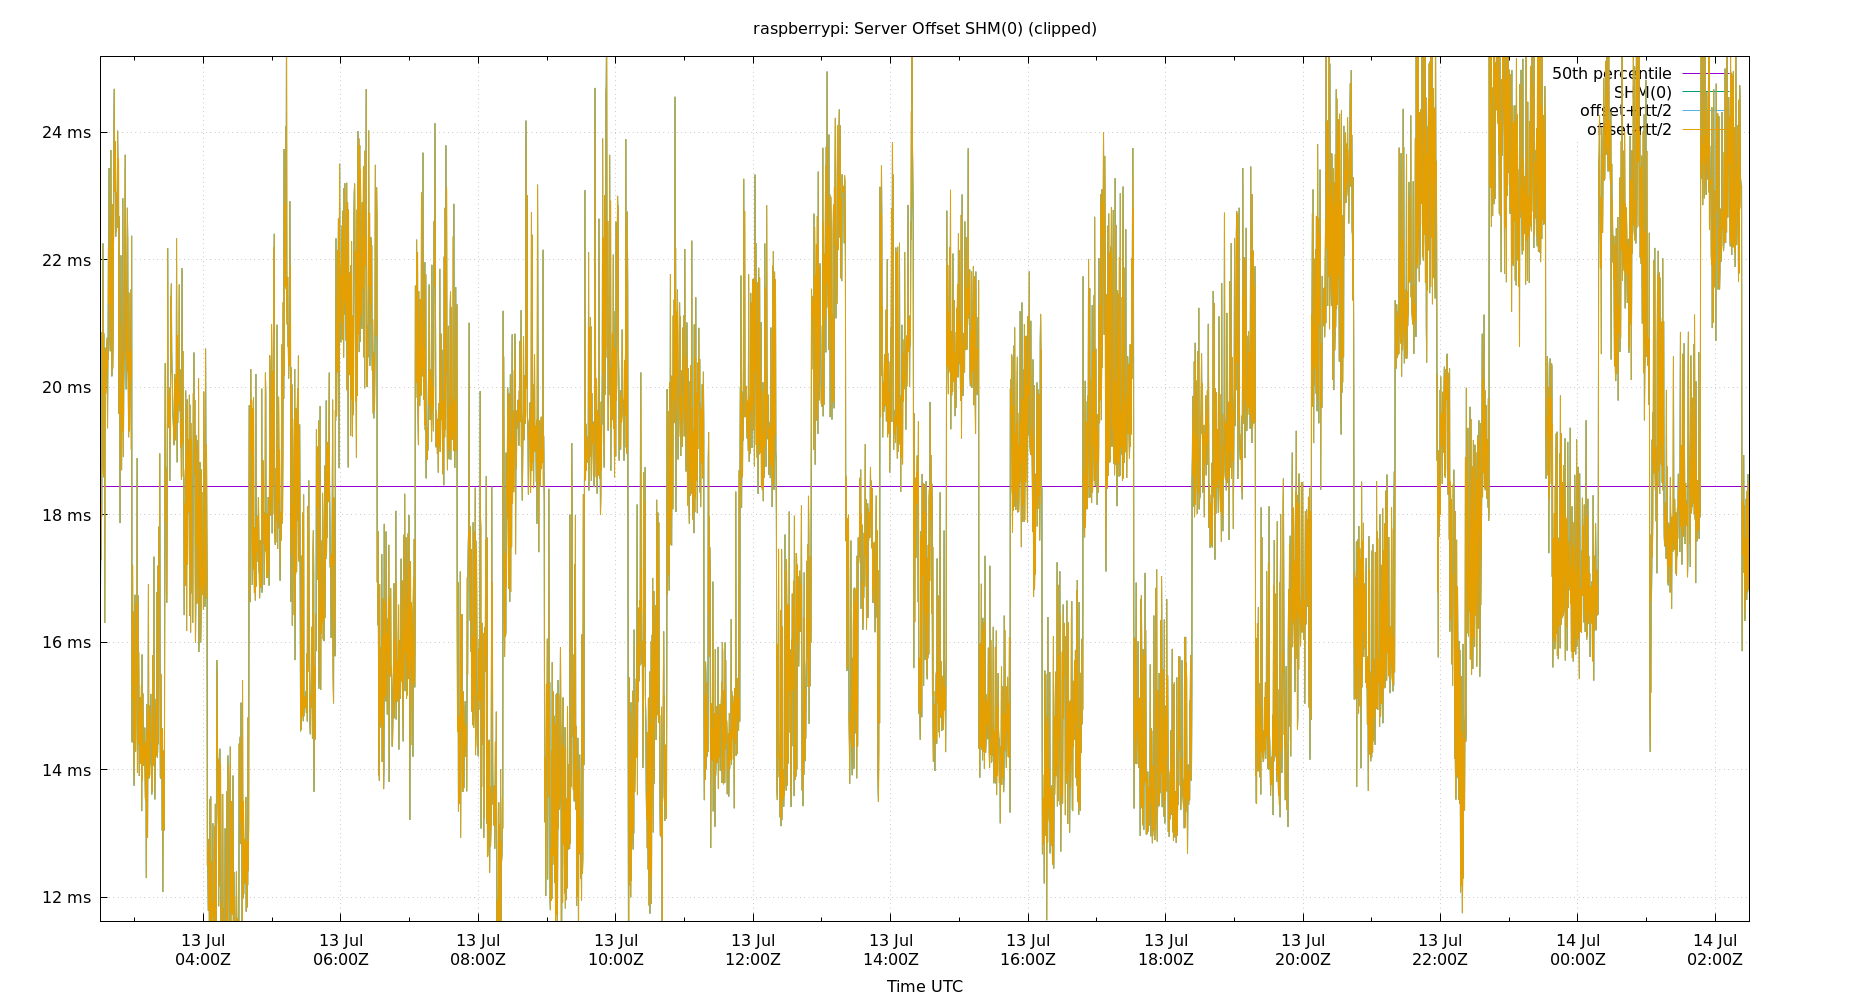 raspberrypi: Server Offset SHM(0) (clipped)
50th percentile
SHM(0)
offset+rtt/2
offset-rtt/2
24 ms
22 ms
20 ms
18 ms
16 ms
14 ms
12 ms
13 Jul 13 Jul 13 Jul 13 Jul 13 Jul 13 Jul 13 Jul 13 Jul 13 Jul 13 Jul 14 Jul 14 Jul
04:00Z 06:00Z 08:00Z 10:00Z 12:00Z 14:00Z 16:00Z 18:00Z 20:00Z 22:00Z 00:00Z 02:00Z
Time UTC